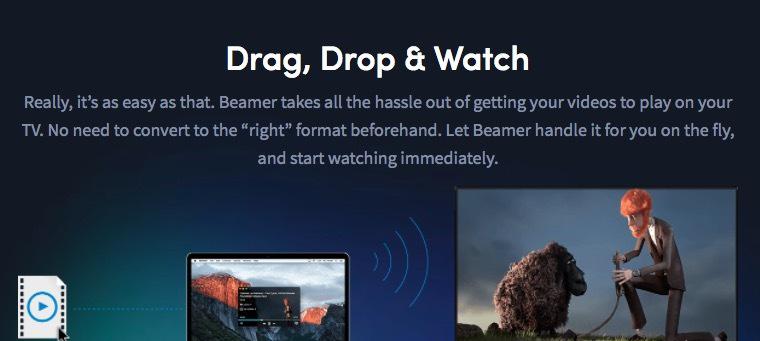 Drag, Drop & Watch
Really, it’s as easy as that. Beamer takes all the hassle out of getting your videos to play on your
TV. No need to convert to the “right” format beforehand. Let Beamer handle it for you on the fly,
and start watching immediately.